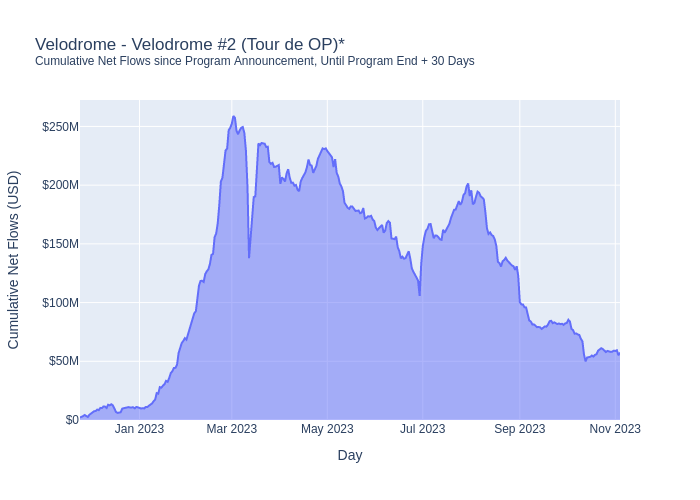 Velodrome - Velodrome #2 (Tour de OP)*
Cumulative Net Flows since Program Announcement, Until Program End + 30 Days
Cumulative Net Flows (USD)
$250M
$200M
$150M
$100M
$50M
$0
Jan 2023 Mar 2023 May 2023 Jul 2023 Sep 2023 Nov 2023
Day